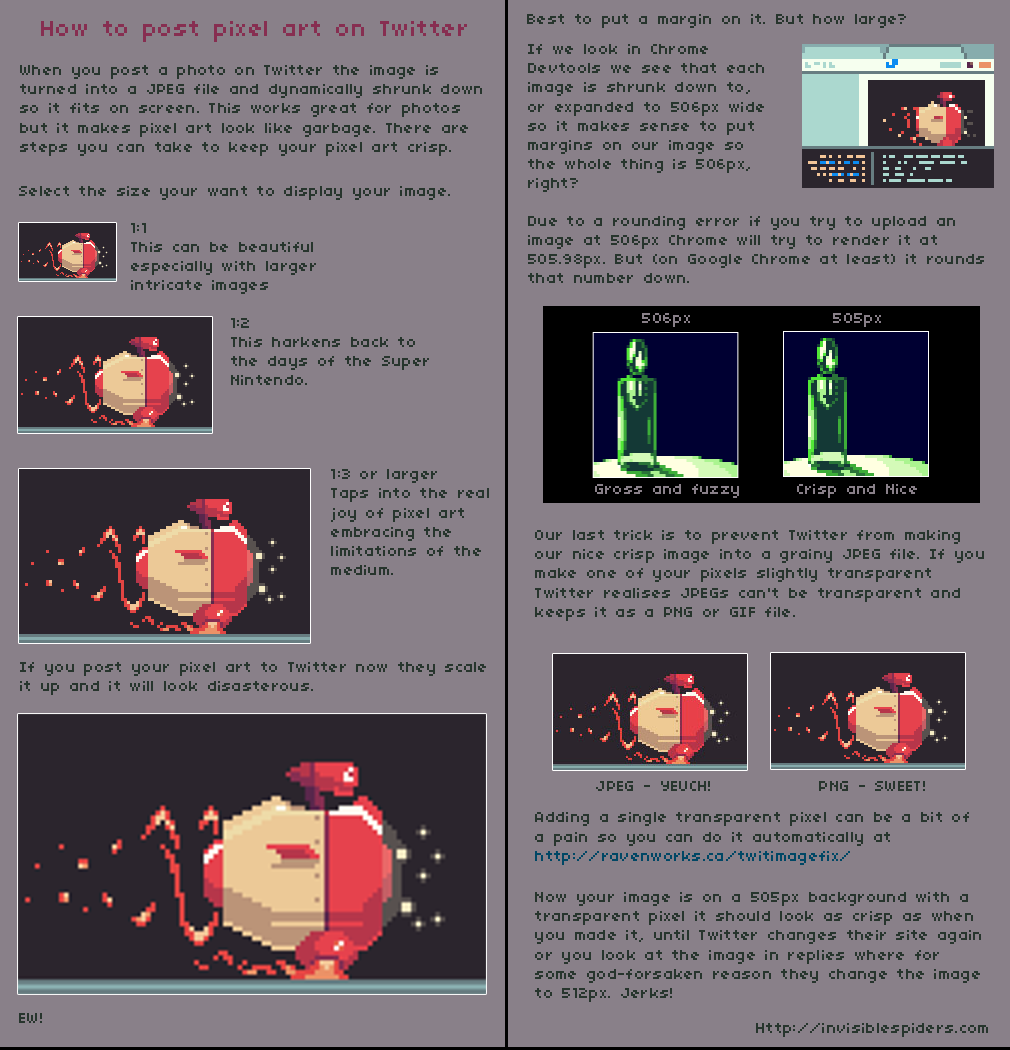 How to post pixel art on Twitter
When you post a photo on Twitter the image is
turned into a JPEG file and dynamically shrunk down
so it fits on screen. This works great for photos
but it makes pixel art look like garbage. There are
steps you can take to keep your pixel art crisp.
Select the size your want to display your image.
1:1
This can be beautiful
especially with larger
intricate images
1:2
This harkens back to
the days of the Super
Nintendo.
1:3 or larger
Taps into the real
joy of pixel art
embracing the
limitations of the
medium.
If you post your pixel art to Twitter now they scale
it up and it will look disasterous.
EW!
Best to put a margin on it. But how large?
If we look in Chrome
Devtools we see that each
image is shrunk down to,
or expanded to 506px wide
so it makes sense to put
margins on our image so
the whole thing is 506px,
right?
Due to a rounding error if you try to upload an
image at 506px Chrome will try to render it at
505.98px. But (on Google Chrome at least) it rounds
that number down.
506px 505px
Gross and fuzzy Crisp and Nice
Our last trick is to prevent Twitter from making
our nice crisp image into a grainy JPEG file. If you
make one of your pixels slightly transparent
Twitter realises JPEGs can't be transparent and
keeps it as a PNG or GIF file.
JPEG - YEUCH! PNG - SWEET!
Adding a single transparent pixel can be a bit of
a pain so you can do it automatically at
http://ravenworks.ca/twitimagefix/
Now your image is on a 505px background with a
transparent pixel it should look as crisp as when
you made it, until Twitter changes their site again
or you look at the image in replies where for
some god-forsaken reason they change the image
to 512px. Jerks!
Http://invisiblespiders.com